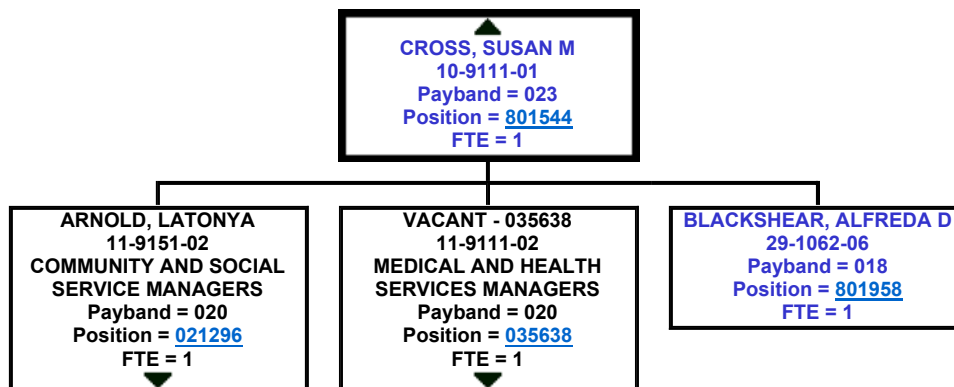 CROSS, SUSAN M
10-9111-01
Payband = 023
Position = 801544
FTE = 1
ARNOLD, LATONYA
11-9151-02
COMMUNITY AND SOCIAL
SERVICE MANAGERS
Payband = 020
Position = 021296
FTE = 1
VACANT - 035638
11-9111-02
MEDICAL AND HEALTH
SERVICES MANAGERS
Payband = 020
Position = 035638
FTE = 1
BLACKSHEAR, ALFREDA D
29-1062-06
Payband = 018
Position = 801958
FTE = 1